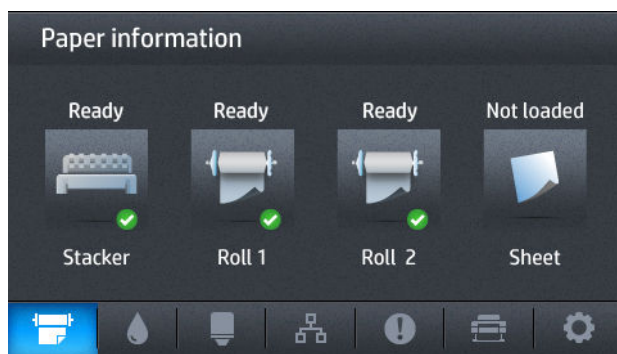 Paper information
Ready Ready Ready Not loaded
Stacker Roll 1 Roll 2 Sheet